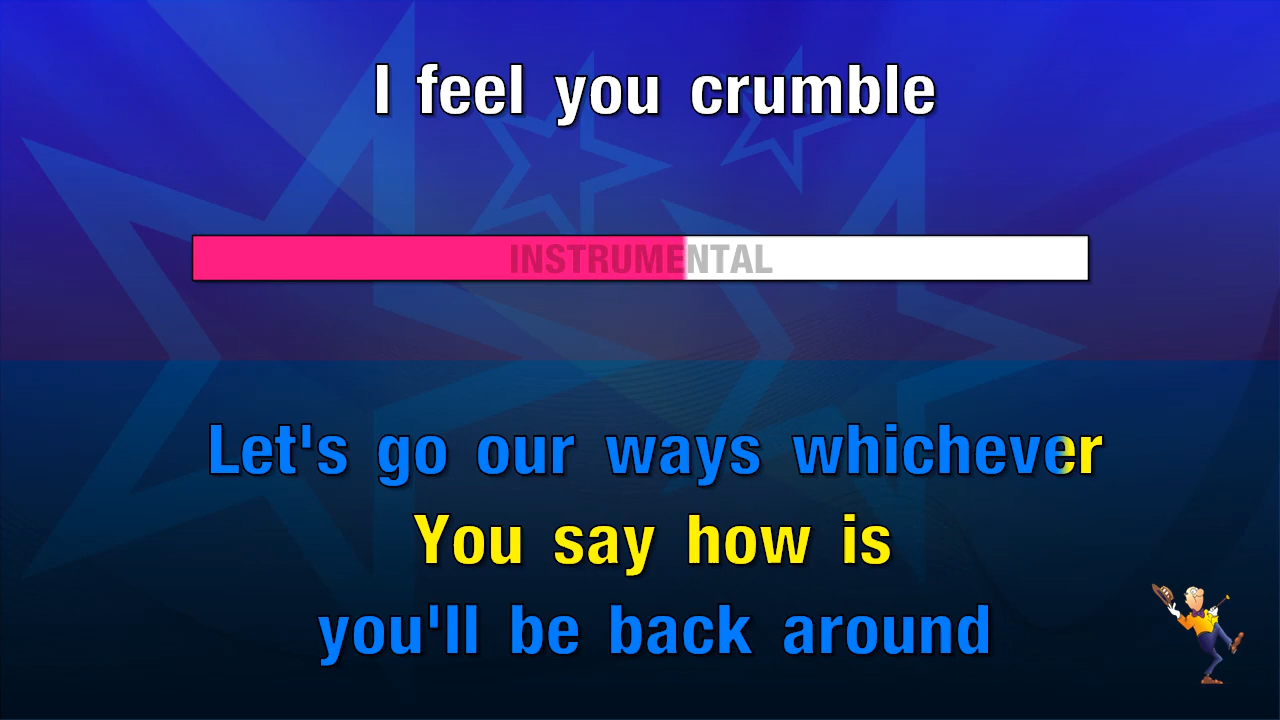 I feel you crumble
INSTRUMENTAL
Let's go our ways whichever
You say how is
you'll be back around